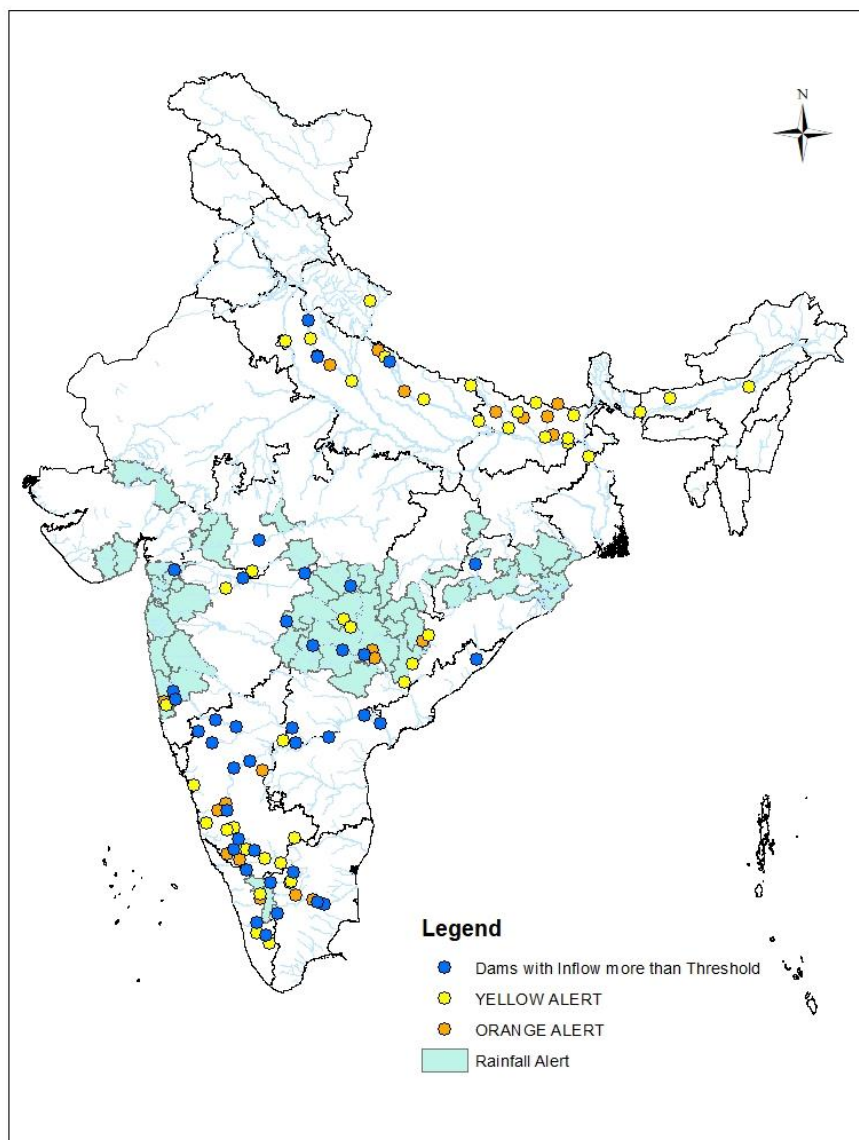 N
Legend
Dams with Inflow more than Threshold
YELLOW ALERT
ORANGE ALERT
Rainfall Alert